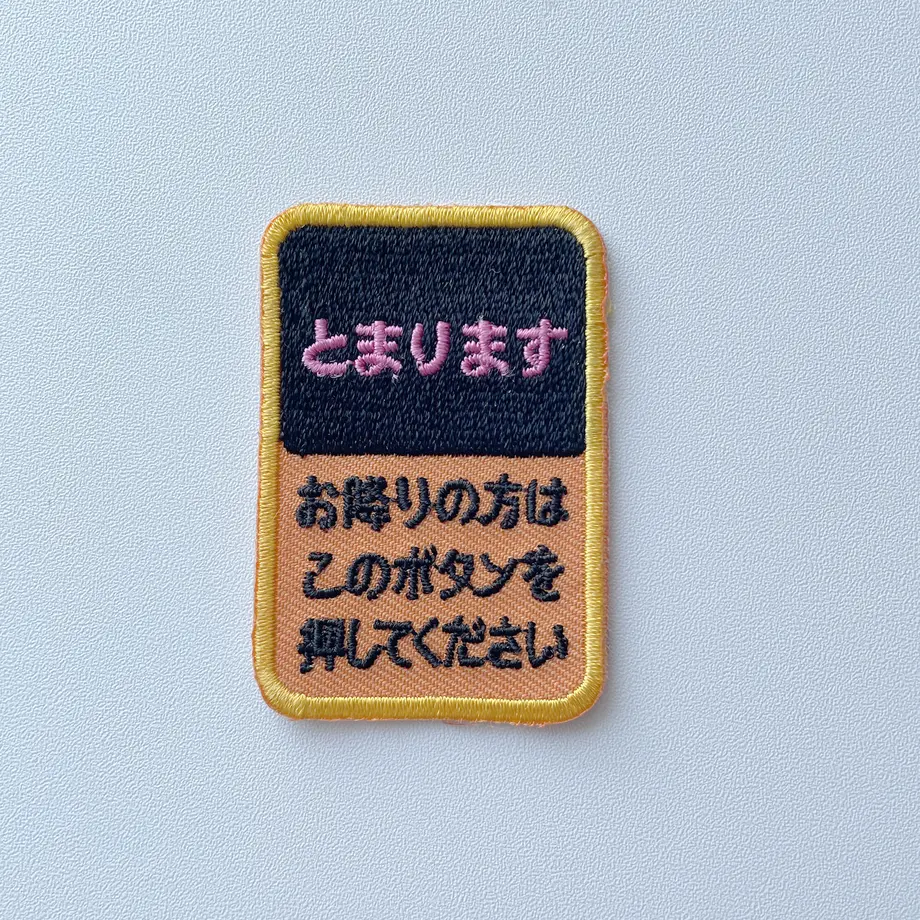 とまります
お降りの方は
このボタンを
押してください